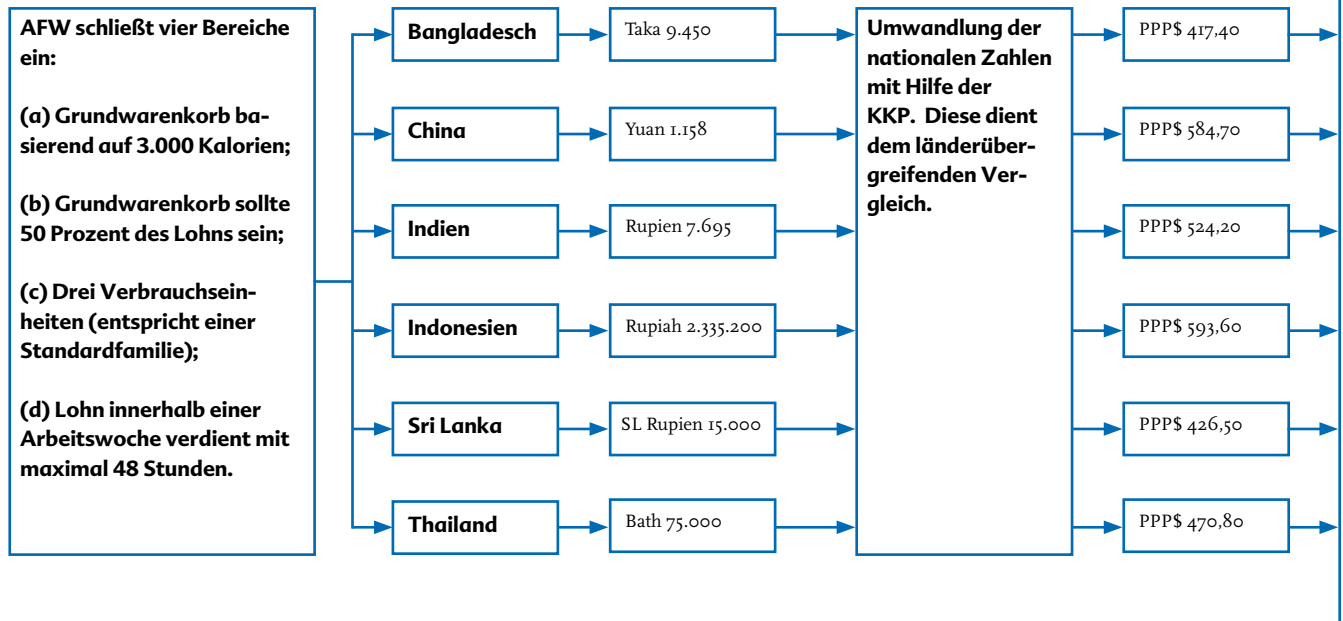 AFW schließt vier Bereiche
ein:
(a) Grundwarenkorb ba-
sierend auf 3.000 Kalorien;
(b) Grundwarenkorb sollte
50 Prozent des Lohns sein;
(c) Drei Verbrauchsein-
heiten (entspricht einer
Standardfamilie);
(d) Lohn innerhalb einer
Arbeitswoche verdient mit
maximal 48 Stunden.
Bangladesch
Taka 9.450
China
Yuan 1.158
Indien
Rupien 7.695
Indonesien
Rupiah 2.335.200
Sri Lanka
SL Rupien 15.000
Thailand
Bath 75.000
Umwandlung der
nationalen Zahlen
mit Hilfe der
KKP. Diese dient
dem länderüber-
greifenden Ver-
gleich.
PPP$ 417,40
PPP$ 584,70
PPP$ 524,20
PPP$ 593,60
PPP$ 426,50
PPP$ 470,80